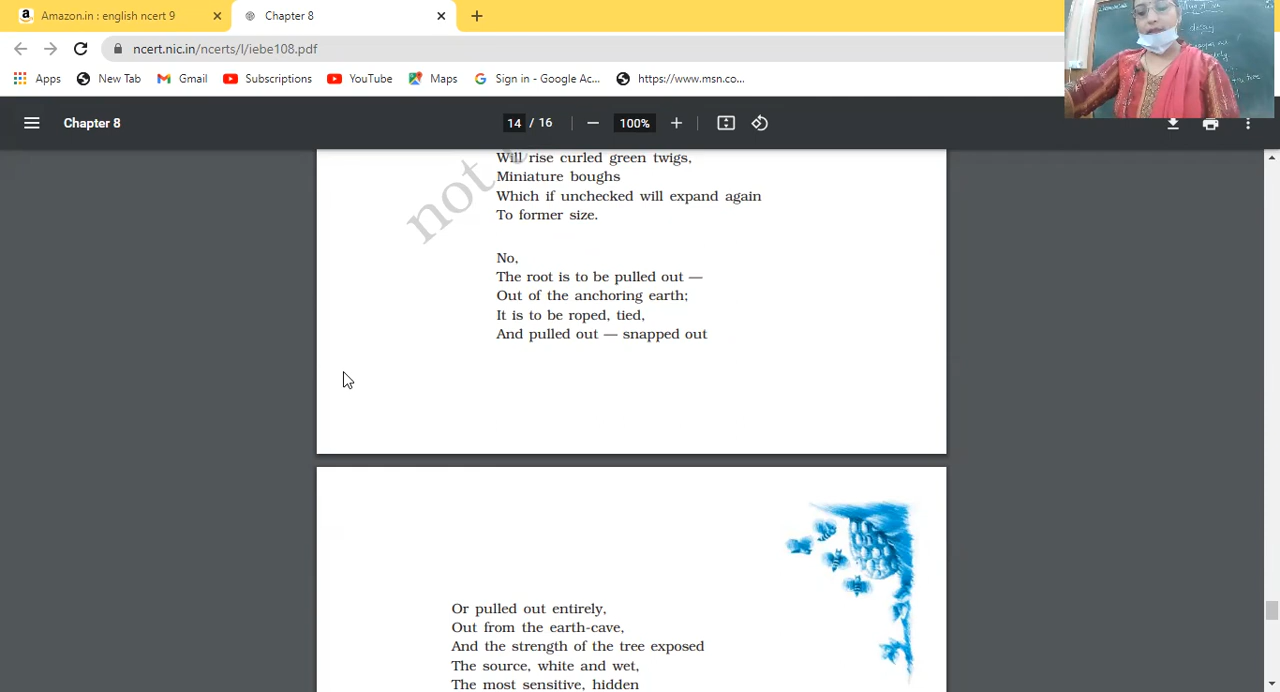 Amazon.in : english ncert 9
Chapter 8
ncert.nic.in/ncerts/l/iebe108.pdf
Apps
New Tab
Gmail
Subscriptions
YouTube
Maps
Sign in - Google Ac...
https://www.msn.co...
Chapter 8
14 / 16
100%
decay
not
Will rise curled green twigs,
Miniature boughs
Which if unchecked will expand again
To former size.
No,
The root is to be pulled out —
Out of the anchoring earth;
It is to be roped, tied,
And pulled out — snapped out
Or pulled out entirely,
Out from the earth-cave,
And the strength of the tree exposed
The source, white and wet,
The most sensitive, hidden